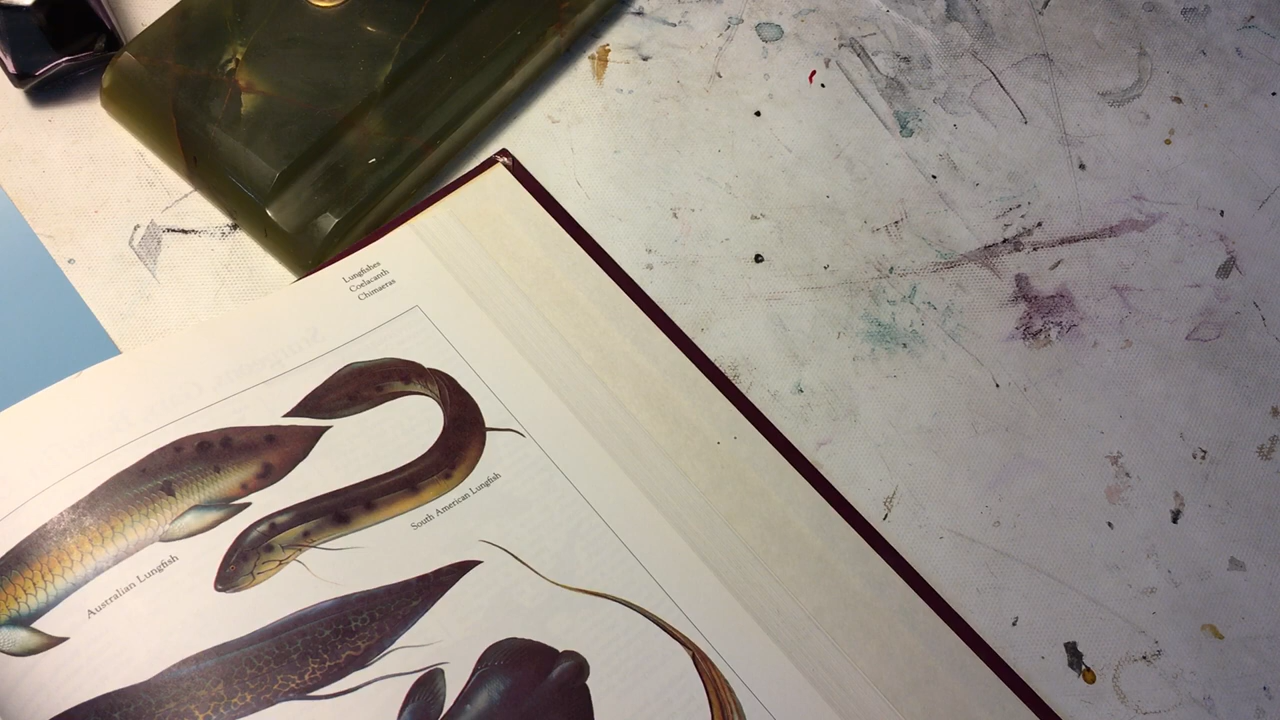 Lungfishes
Coelacanth
Chimaeras
South American Lungfish
Australian Lungfish